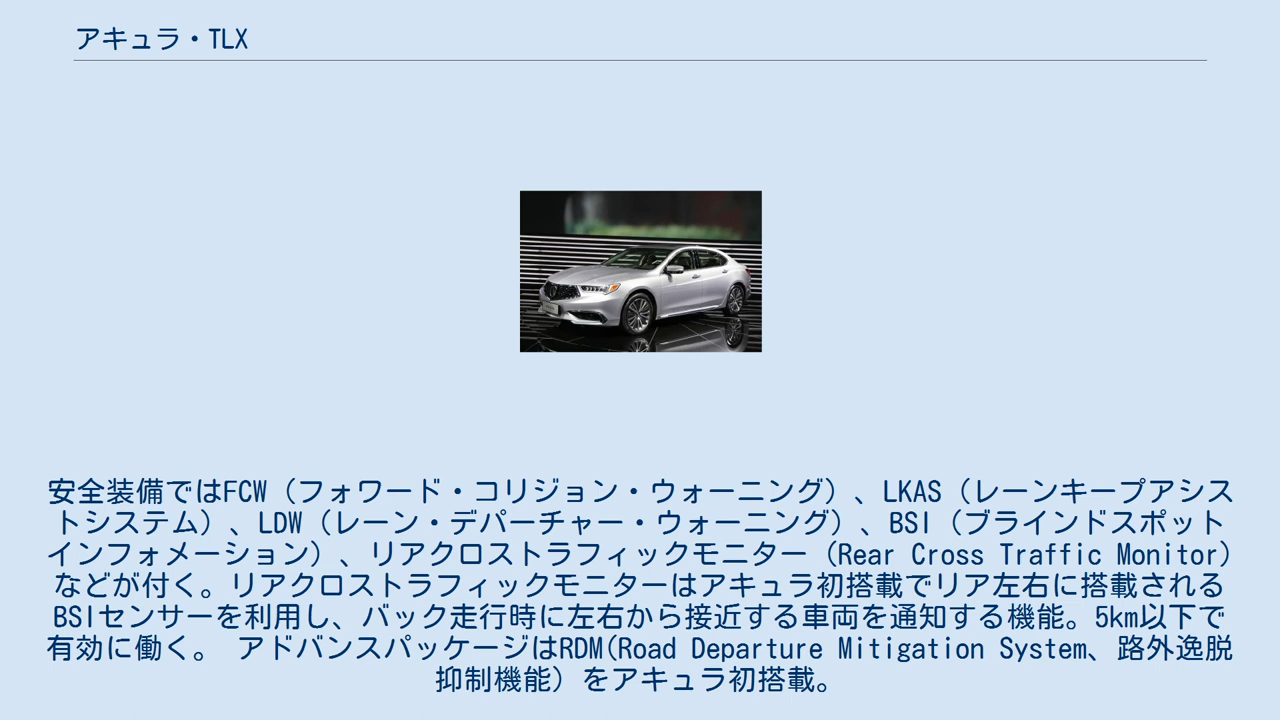 アキュラ・TLX
安全装備ではFCW（フォワード・コリジョン・ウォーニング）、LKAS（レーンキープアシス
トシステム）、LDW（レーン・デパーチャー・ウォーニング）、BSI（ブラインドスポット
インフォメーション）、リアクロストラフィックモニター（Rear Cross Traffic Monitor）
などが付く。リアクロストラフィックモニターはアキュラ初搭載でリア左右に搭載される
BSIセンサーを利用し、バック走行時に左右から接近する車両を通知する機能。5km以下で
有効に働く。 アドバンスパッケージはRDM(Road Departure Mitigation System、路外逸脱
抑制機能）をアキュラ初搭載。